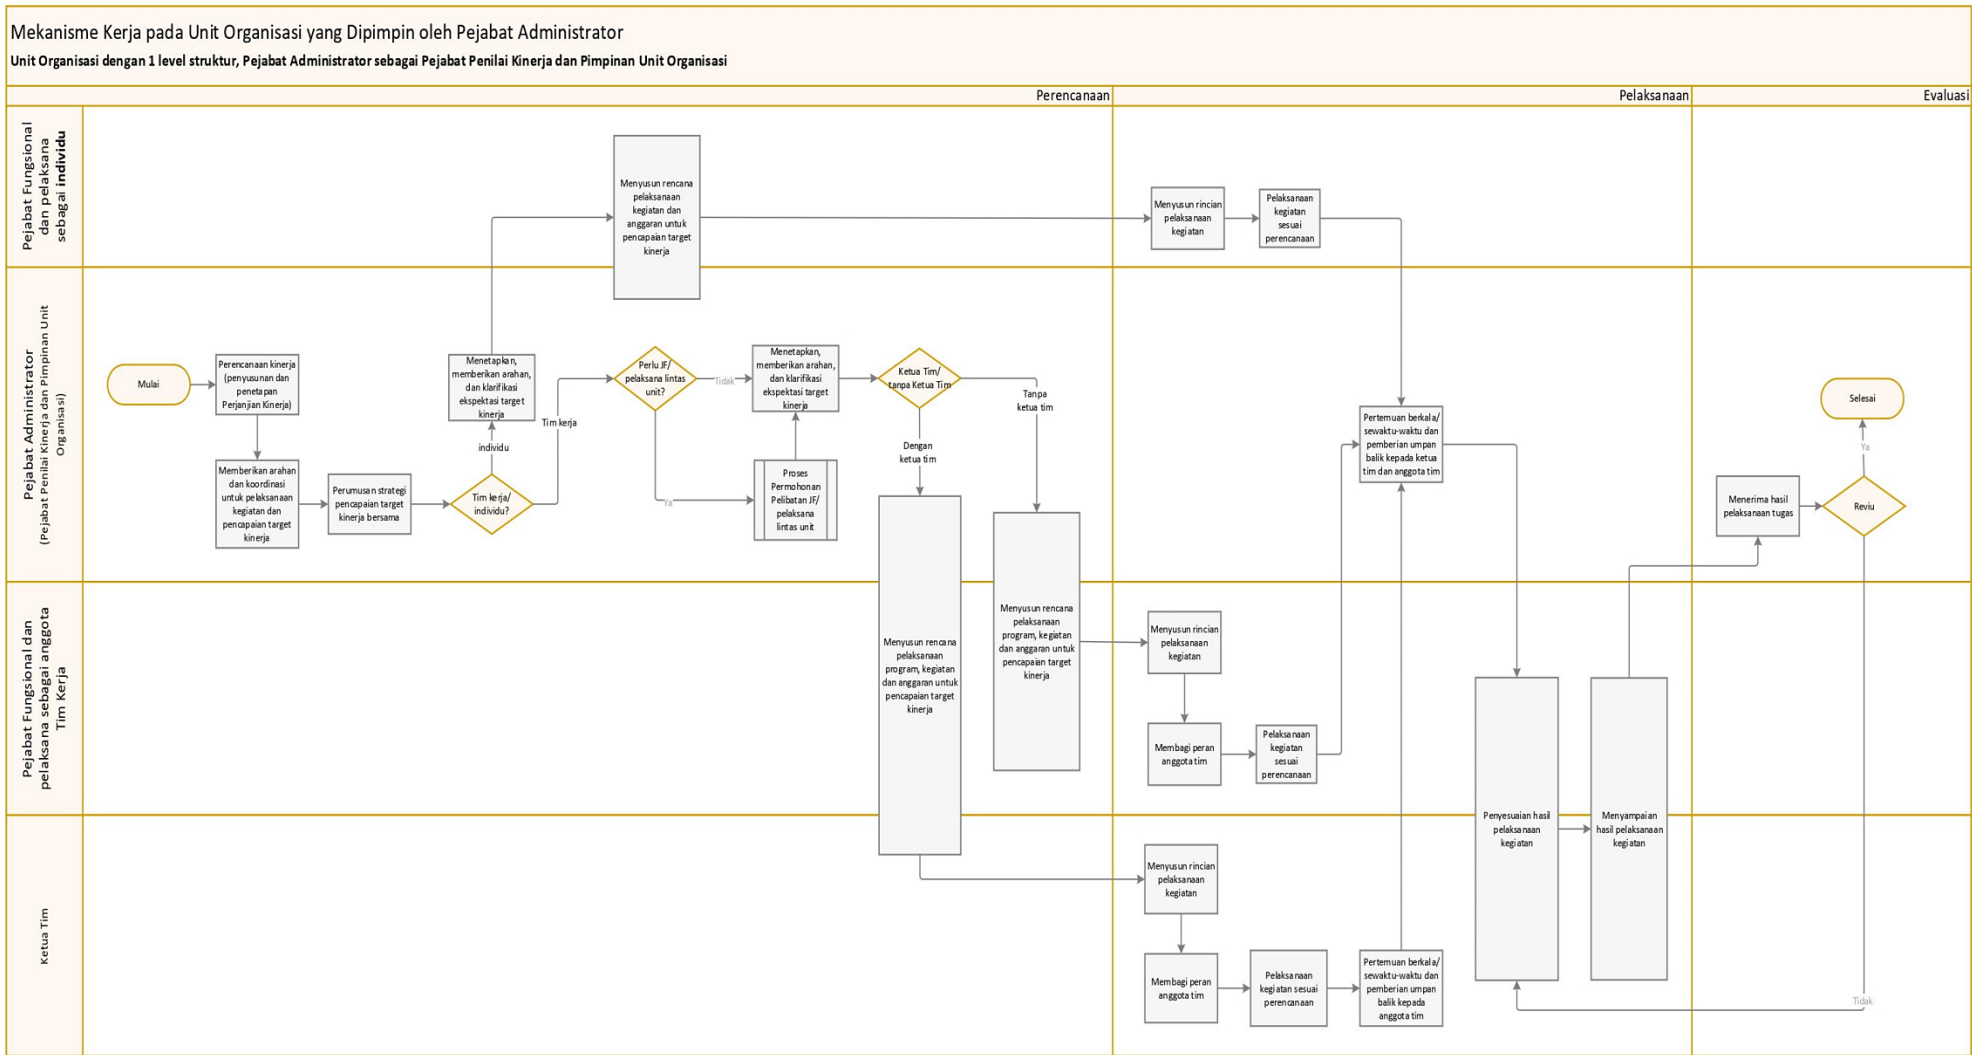 Mekanisme Kerja pada Unit Organisasi yang Dipimpin oleh Pejabat Administrator
Unit Organisasi dengan 1 level struktur, Pejabat Administrator sebagai Pejabat Penilai Kinerja dan Pimpinan Unit Organisasi
Perencanaan
Pelaksanaan
Evaluasi
Pejabat Fungsional
dan pelaksana
sebagai individu
Menyusun rencana
pelaksanaan
kegiatan dan
anggaran untuk
pencapaian target
kinerja
Menyusun rincian
pelaksanaan
kegiatan
Pelaksanaan
kegiatan
sesuai
perencanaan
Pejabat Administrator
(Pejabat Penilai Kinerja dan Pimpinan Unit
Organisasi)
Mulai
Perencanaan kinerja
(penyusunan dan
penetapan
Perjanjian Kinerja)
Memberikan arahan
dan koordinasi
untuk pelaksanaan
kegiatan dan
pencapaian target
kinerja
Perumusan strategi
pencapaian target
kinerja bersama
Tim kerja/
individu?
individu
Menetapkan,
memberikan arahan,
dan klarifikasi
ekspektasi target
kinerja
Tim kerja
Perlu JF/
pelaksana lintas
unit?
Tidak
Ya
Proses
Permohonan
Pelibatan JF/
pelaksana
lintas unit
Menetapkan,
memberikan arahan,
dan klarifikasi
ekspektasi target
kinerja
Ketua Tim/
tanpa Ketua Tim
Dengan
ketua tim
Tanpa
ketua tim
Pertemuan berkala/
sewaktu-waktu dan
pemberian umpan
balik kepada ketua
tim dan anggota tim
Menerima hasil
pelaksanaan tugas
Reviu
Ya
Selesai
Pejabat Fungsional dan
pelaksana sebagai anggota
Tim Kerja
Menyusun rencana
pelaksanaan
program, kegiatan
dan anggaran untuk
pencapaian target
kinerja
Menyusun rencana
pelaksanaan
program, kegiatan
dan anggaran untuk
pencapaian target
kinerja
Menyusun rincian
pelaksanaan
kegiatan
Membagi peran
anggota tim
Pelaksanaan
kegiatan
sesuai
perencanaan
Penyesuaian hasil
pelaksanaan
kegiatan
Menyampaian
hasil pelaksanaan
kegiatan
Ketua Tim
Menyusun rincian
pelaksanaan
kegiatan
Membagi peran
anggota tim
Pelaksanaan
kegiatan sesuai
perencanaan
Pertemuan berkala/
sewaktu-waktu dan
pemberian umpan
balik kepada
anggota tim
Tidak